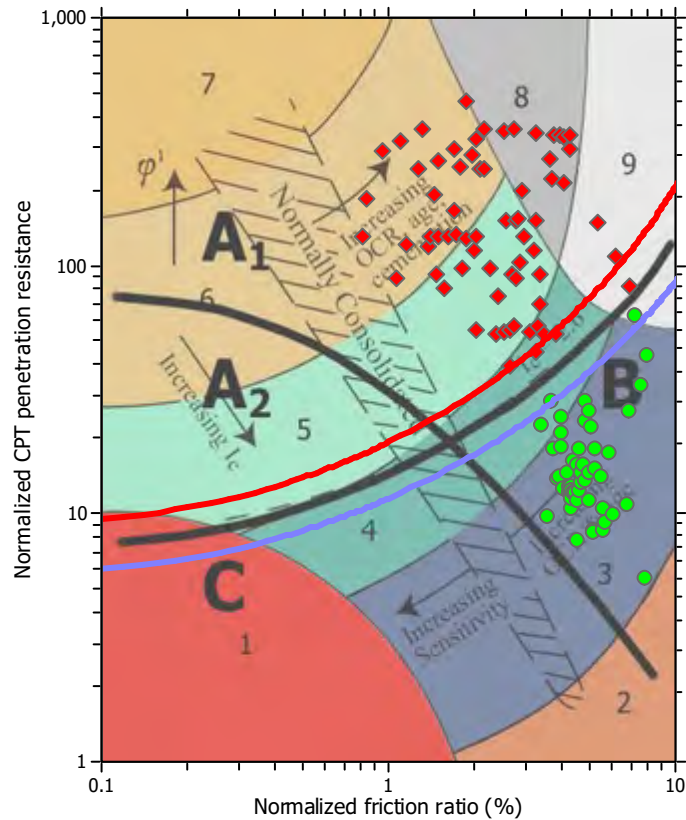 1,000
7
8
9
φ'
Increasing
OCR, age,
cementation
Normally Consolidated
A1
6
100
A2
Increasing Ic
B
5
10
4
3
C
Increasing
Sensitivity
1
2
1
0.1
1
10
Normalized CPT penetration resistance
Normalized friction ratio (%)